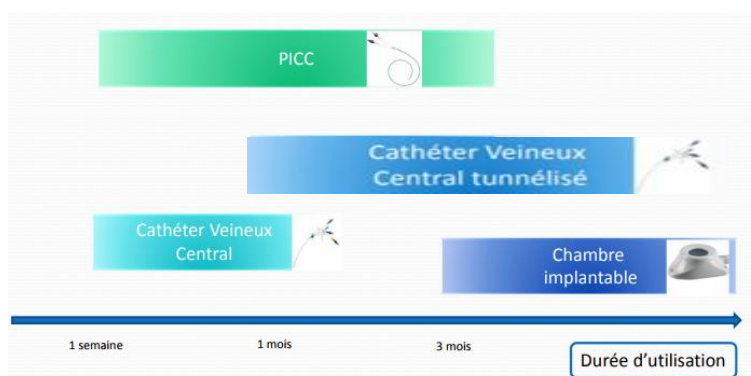 PICC
Cathéter Veineux
Central tunnélisé
Cathéter Veineux
Central
Chambre
implantable
1 semaine
1 mois
3 mois
Durée d’utilisation